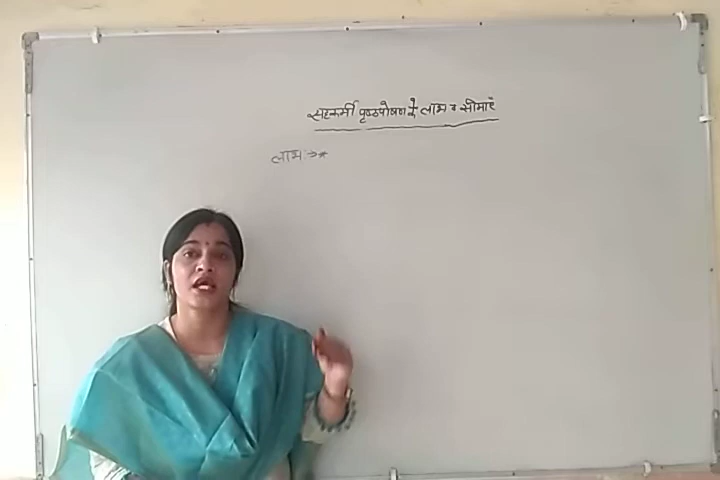 सहकर्मी पृष्ठपोषण के लाभ व सीमाएँ
लाभ :→ *